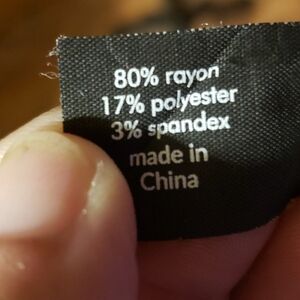 80% rayon
17% polyester
3% spandex
made in
China